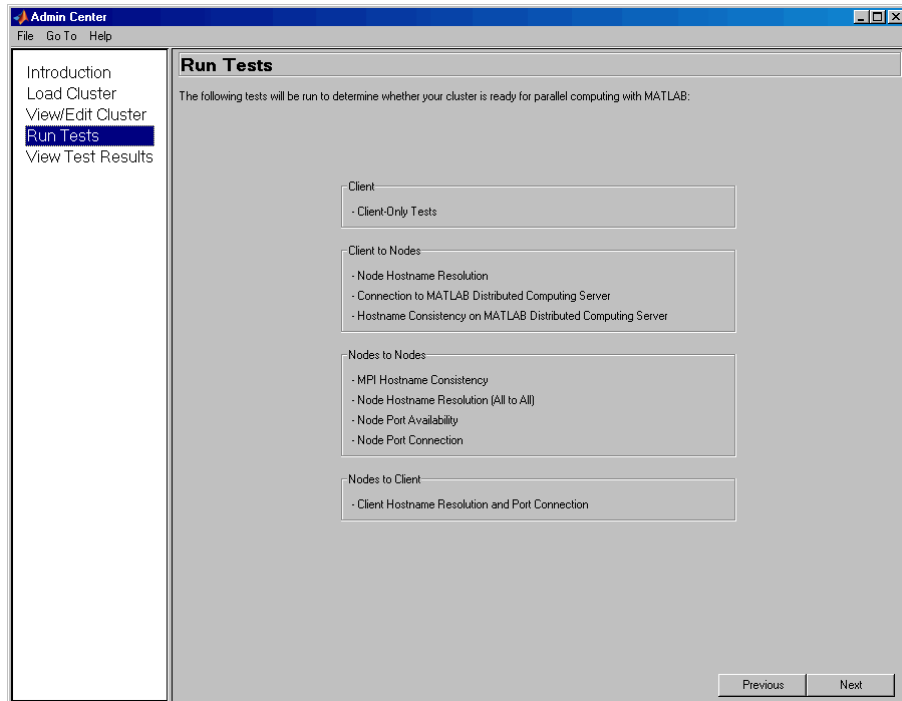 Admin Center
File Go To Help
Introduction
Load Cluster
View/Edit Cluster
Run Tests
View Test Results
Run Tests
The following tests will be run to determine whether your cluster is ready for parallel computing with MATLAB:
Client
- Client-Only Tests
Client to Nodes
- Node Hostname Resolution
- Connection to MATLAB Distributed Computing Server
- Hostname Consistency on MATLAB Distributed Computing Server
Nodes to Nodes
- MPI Hostname Consistency
- Node Hostname Resolution (All to All)
- Node Port Availability
- Node Port Connection
Nodes to Client
- Client Hostname Resolution and Port Connection
Previous Next